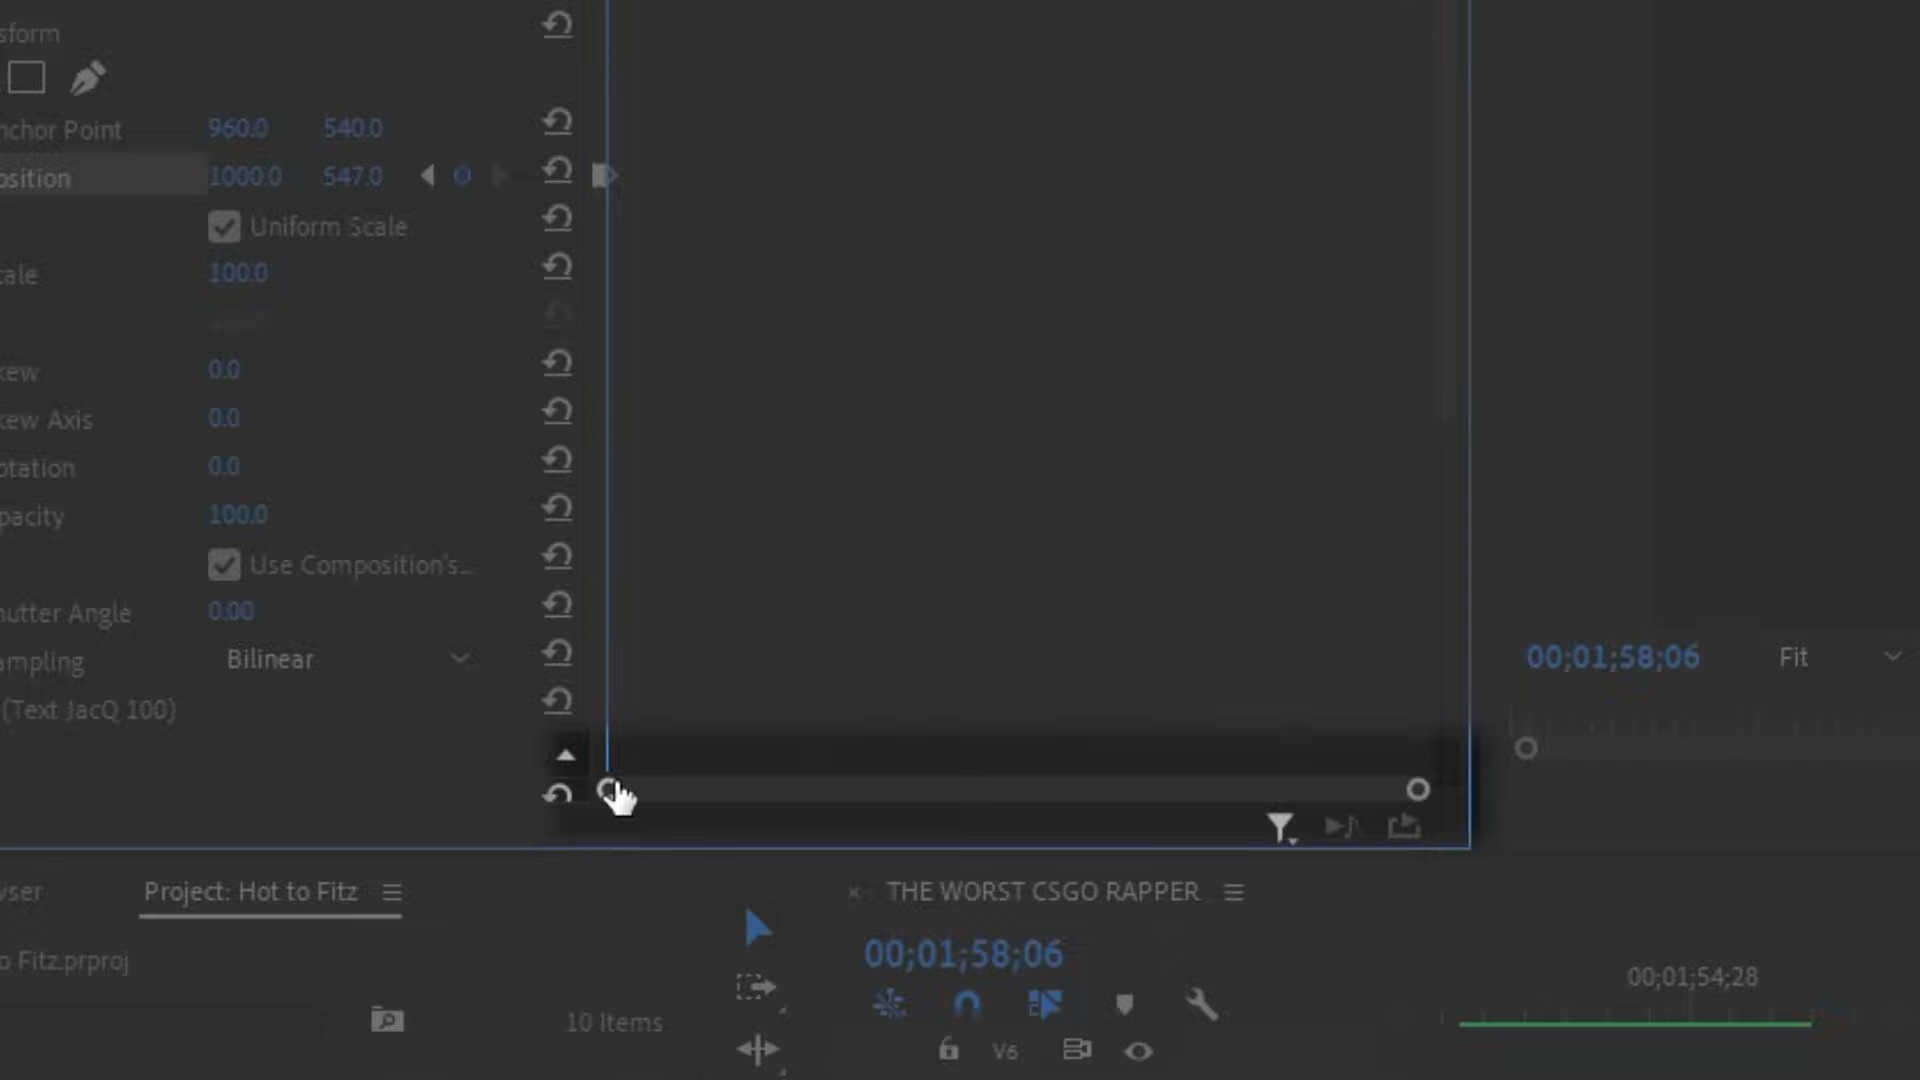 sform
nchor Point 960.0 540.0
osition 1000.0 547.0
Uniform Scale
cale 100.0
kew 0.0
kew Axis 0.0
otation 0.0
pacity 100.0
Use Composition's...
hutter Angle 0.00
ampling Bilinear
(Text JacQ 100)
00;01;58;06 Fit
wser Project: Hot to Fitz
THE WORST CSGO RAPPER
o Fitz.prproj
00;01;58;06
00;01;54;28
10 Items
V6